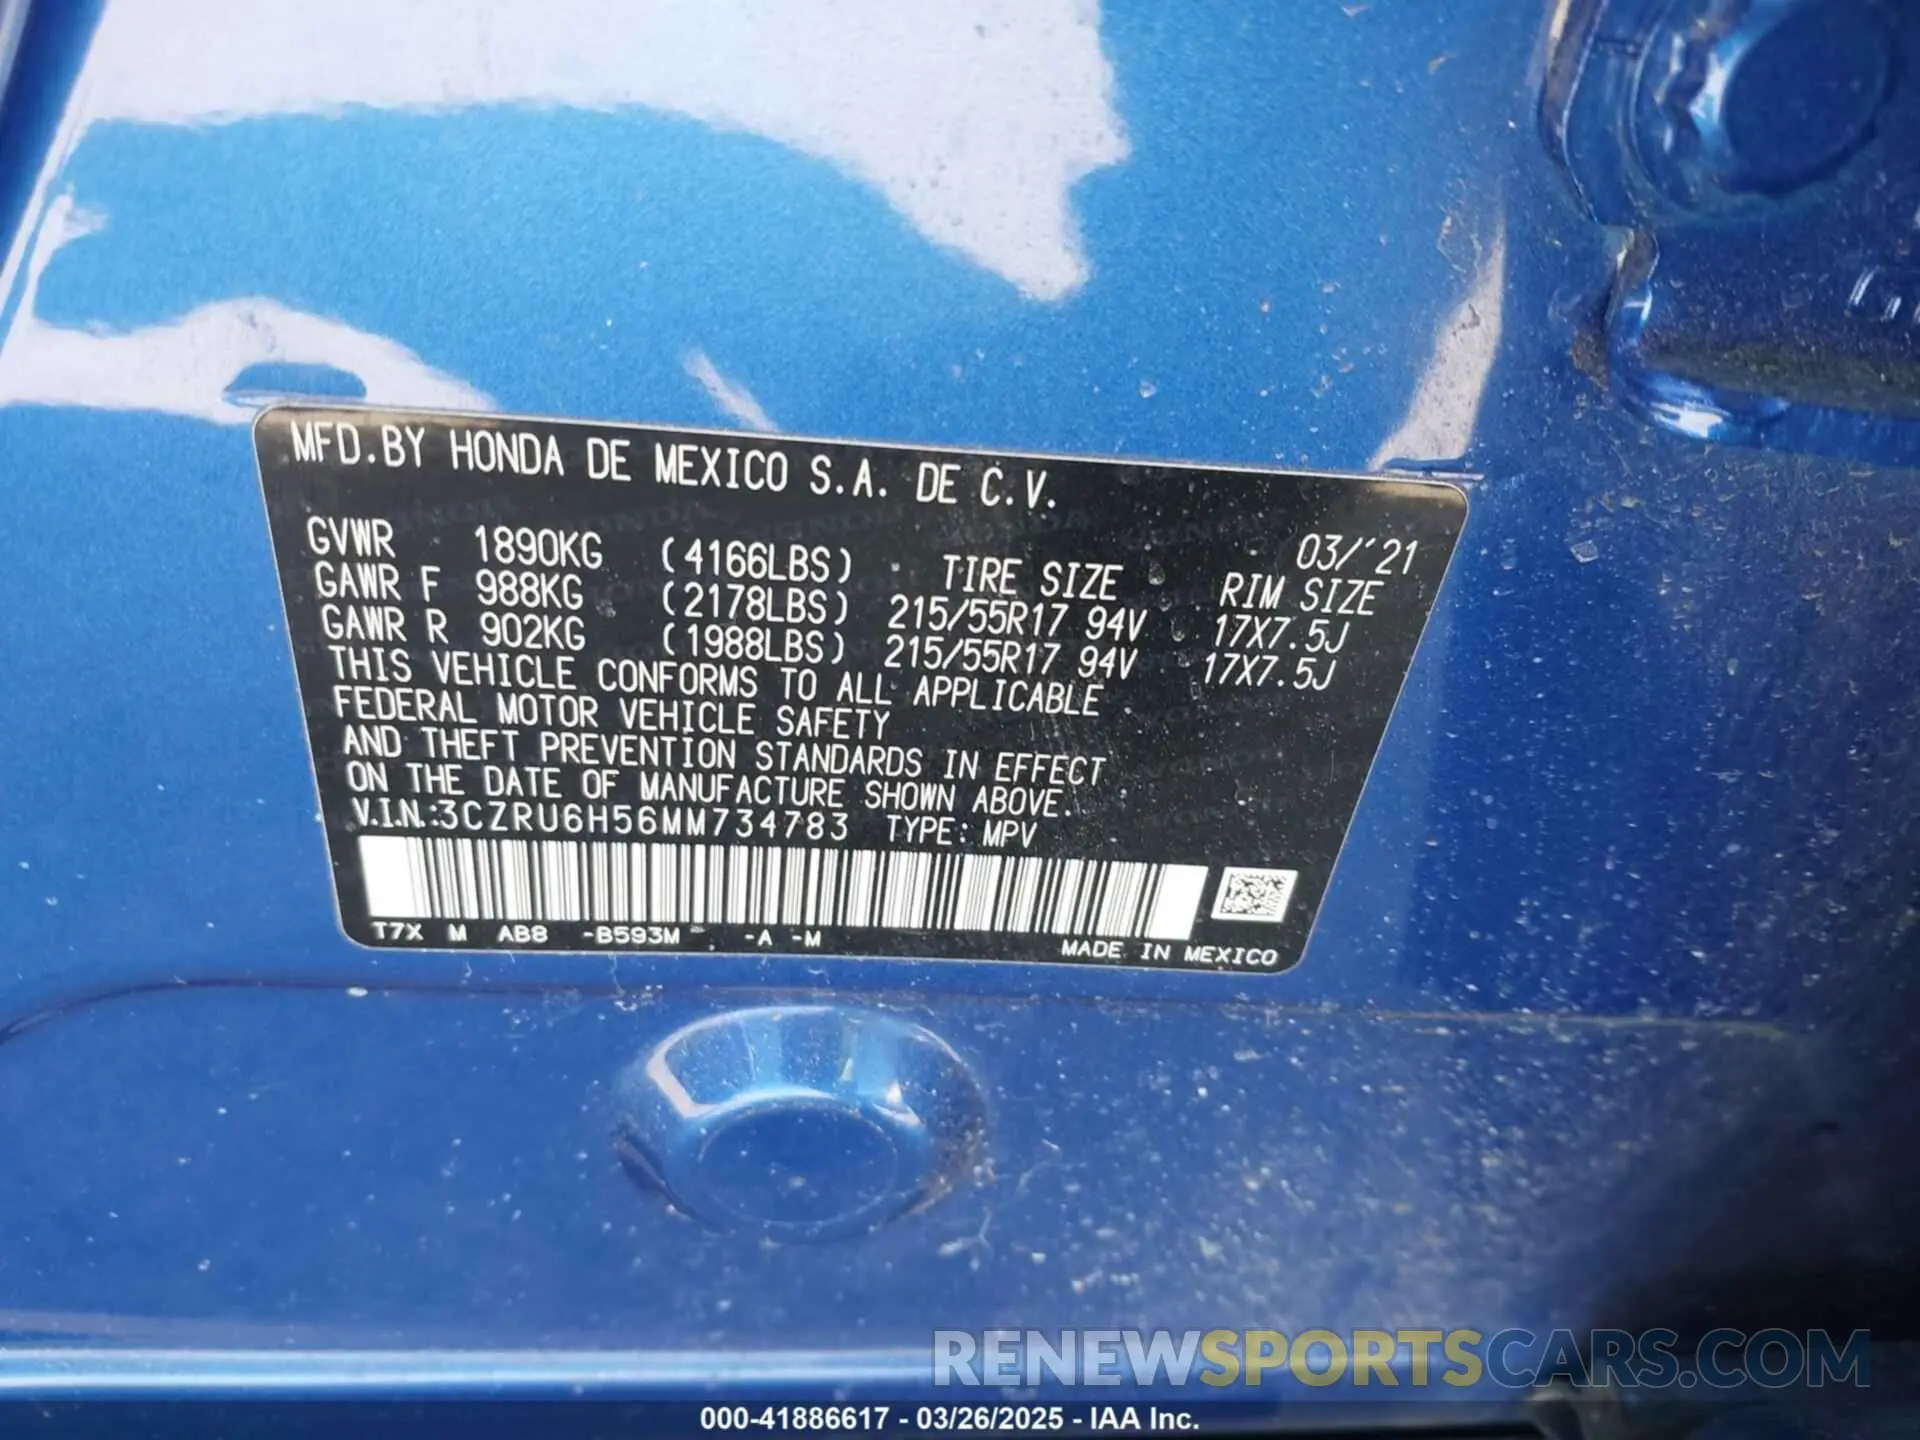 MFD.BY HONDA DE MEXICO S.A. DE C.V.
03/'21
GVWR 1890KG (4166LBS) TIRE SIZE RIM SIZE
GAWR F 988KG (2178LBS) 215/55R17 94V 17X7.5J
GAWR R 902KG (1988LBS) 215/55R17 94V 17X7.5J
THIS VEHICLE CONFORMS TO ALL APPLICABLE
FEDERAL MOTOR VEHICLE SAFETY
AND THEFT PREVENTION STANDARDS IN EFFECT
ON THE DATE OF MANUFACTURE SHOWN ABOVE.
V.I.N.:3CZRU6H56MM734783 TYPE: MPV
T7X M AB8 -B593M -A -M
MADE IN MEXICO
RENEWSPORTSCARS.COM
000-41886617 - 03/26/2025 - IAA Inc.